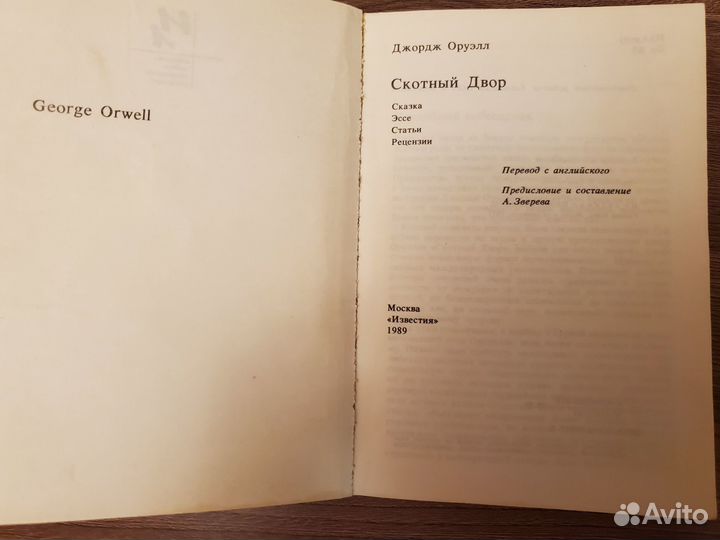 George Orwell
Джордж Оруэлл
Скотный Двор
Сказка
Эссе
Статьи
Рецензии
Перевод с английского
Предисловие и составление
А. Зверева
Москва
«Известия»
1989
Avito